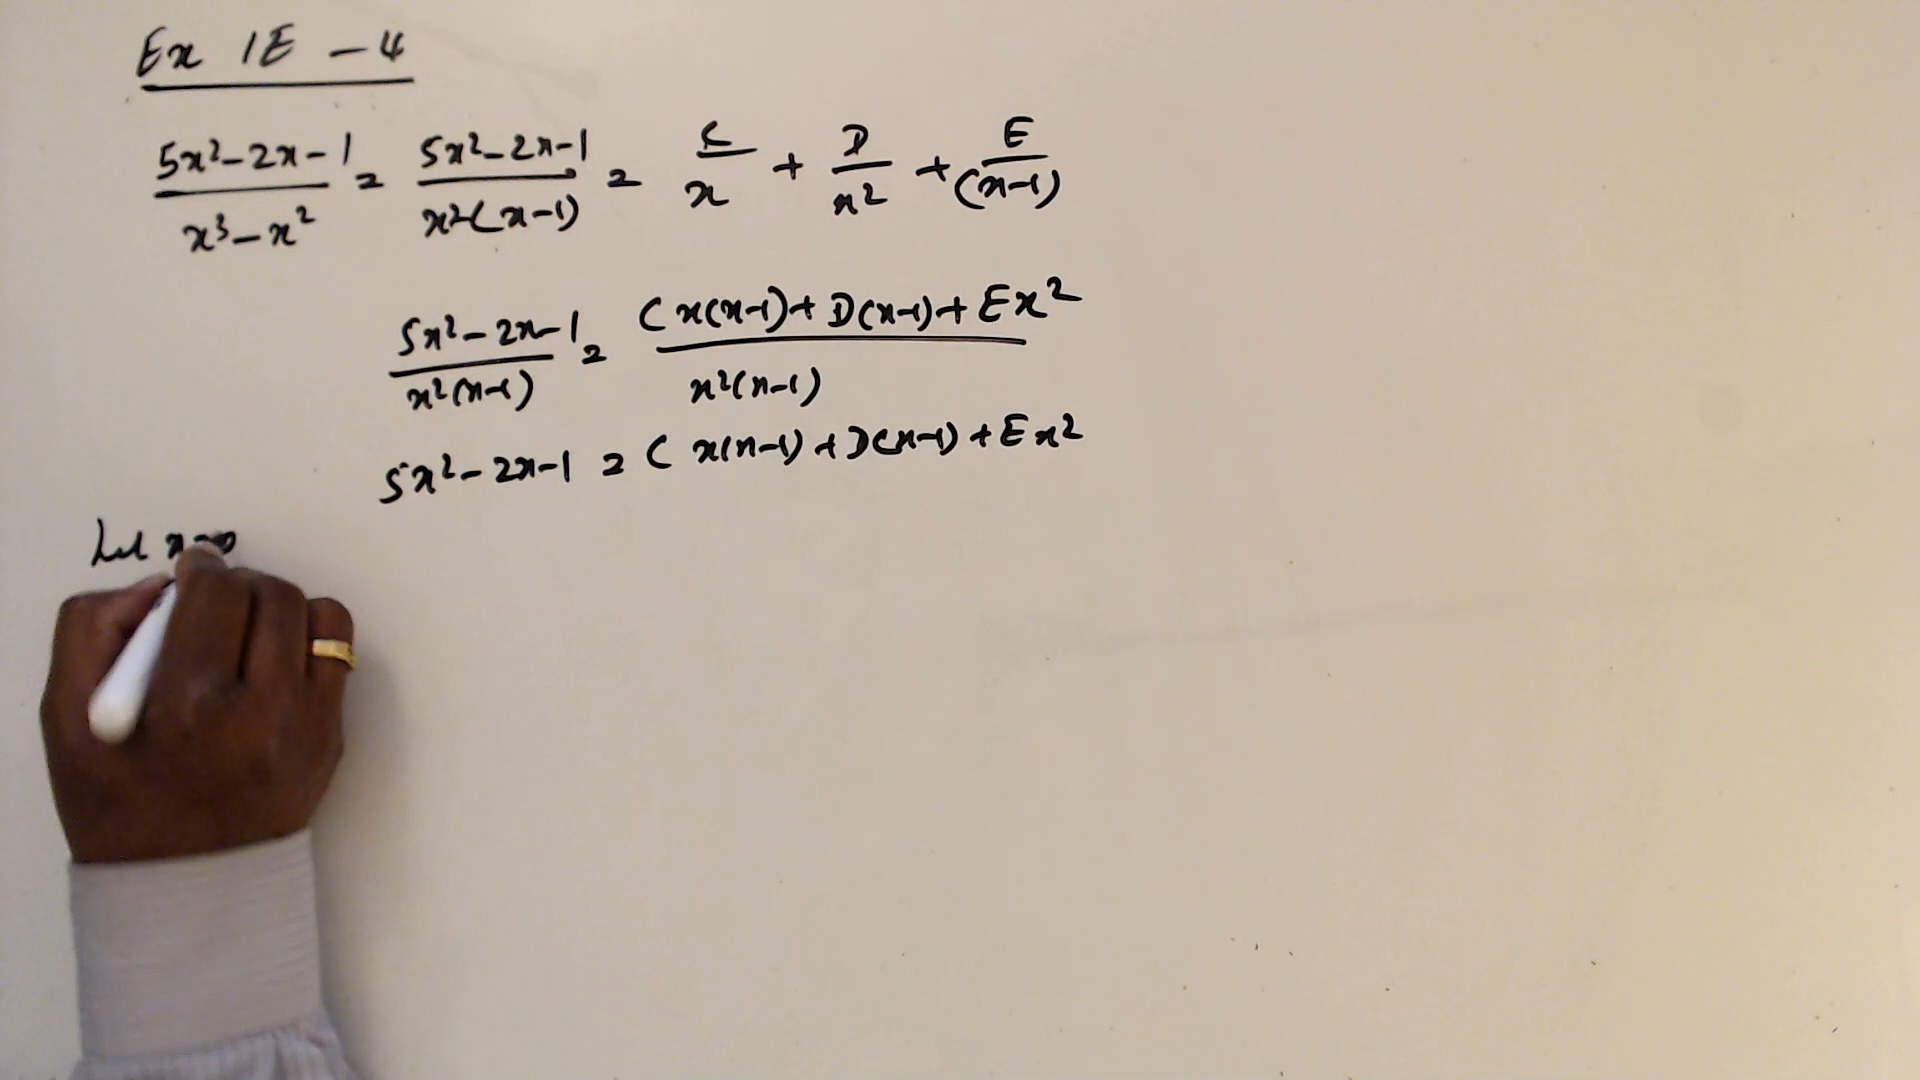 Ex 1E - 4
5x²-2x-1/x³-x² = 5x²-2x-1/x²(x-1) = C/x + D/x² + E/(x-1)
5x²-2x-1/x²(x-1) = Cx(x-1)+D(x-1)+Ex²/x²(x-1)
5x²-2x-1 = Cx(x-1)+D(x-1)+Ex²
Let